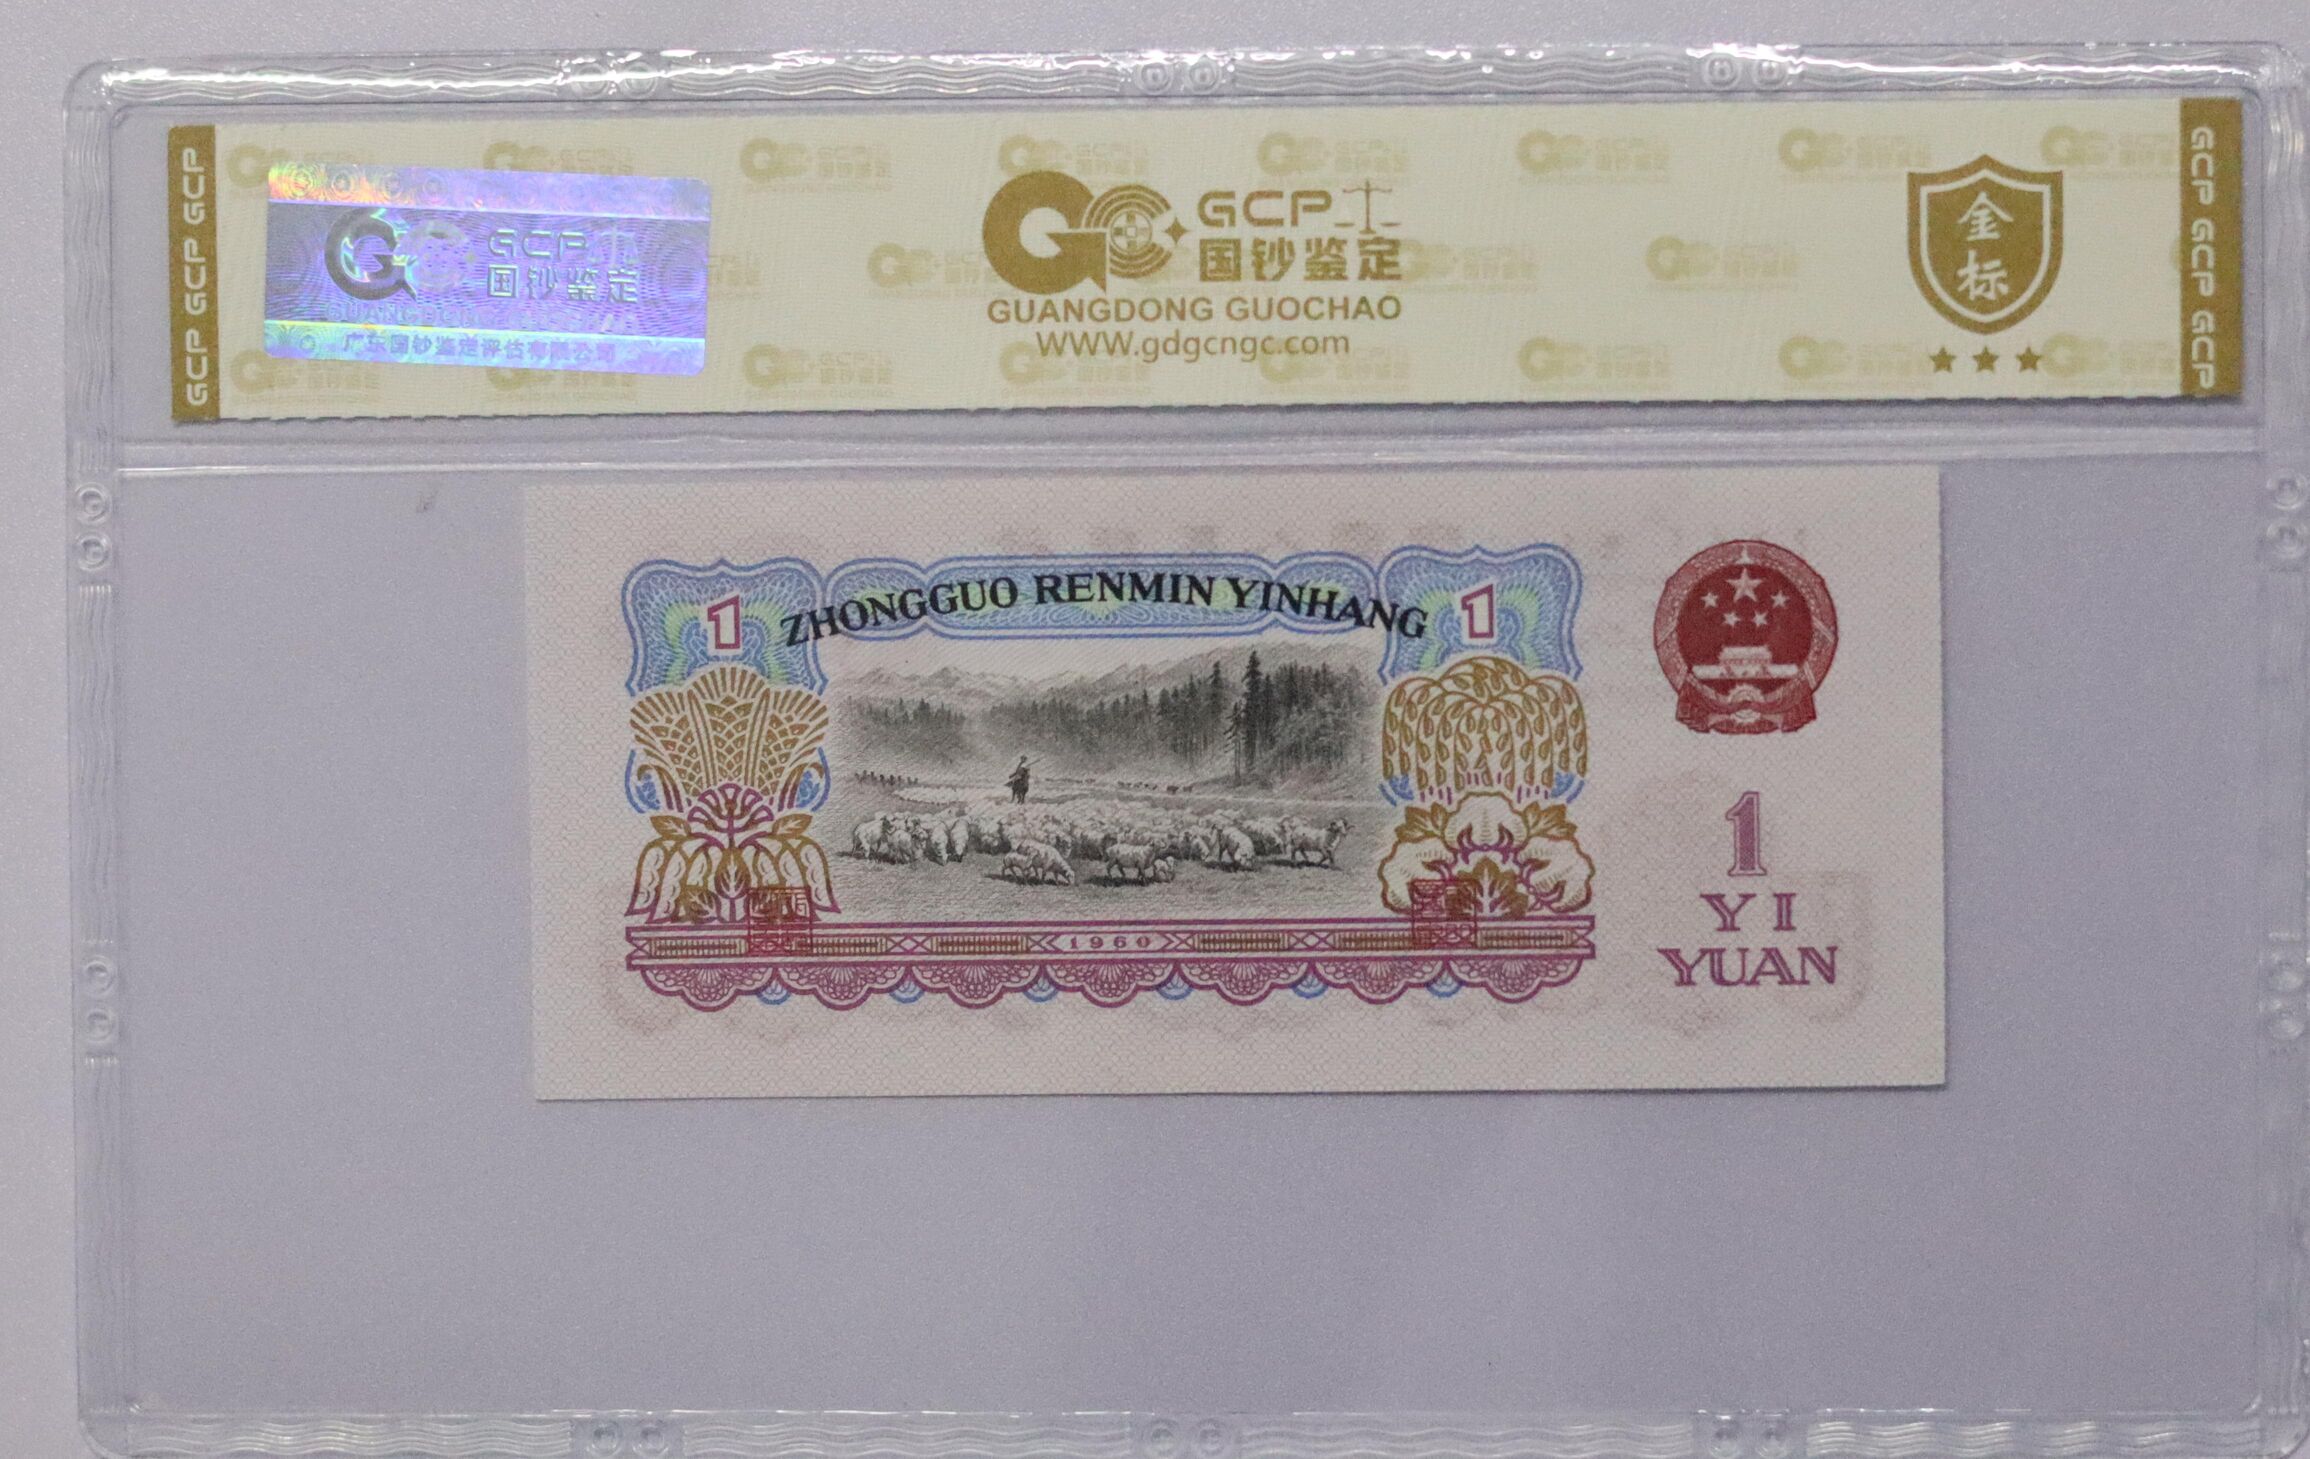 GCP GCP GCP
GCP
国钞鉴定
GUANGDONG GUOCHAO
广东国钞鉴定评估有限公司
GCP
国钞鉴定
GUANGDONG GUOCHAO
WWW.gdgcngc.com
金标
GCP GCP GCP
ZHONGGUO RENMIN YINHANG
1
1
1960
1
YI
YUAN